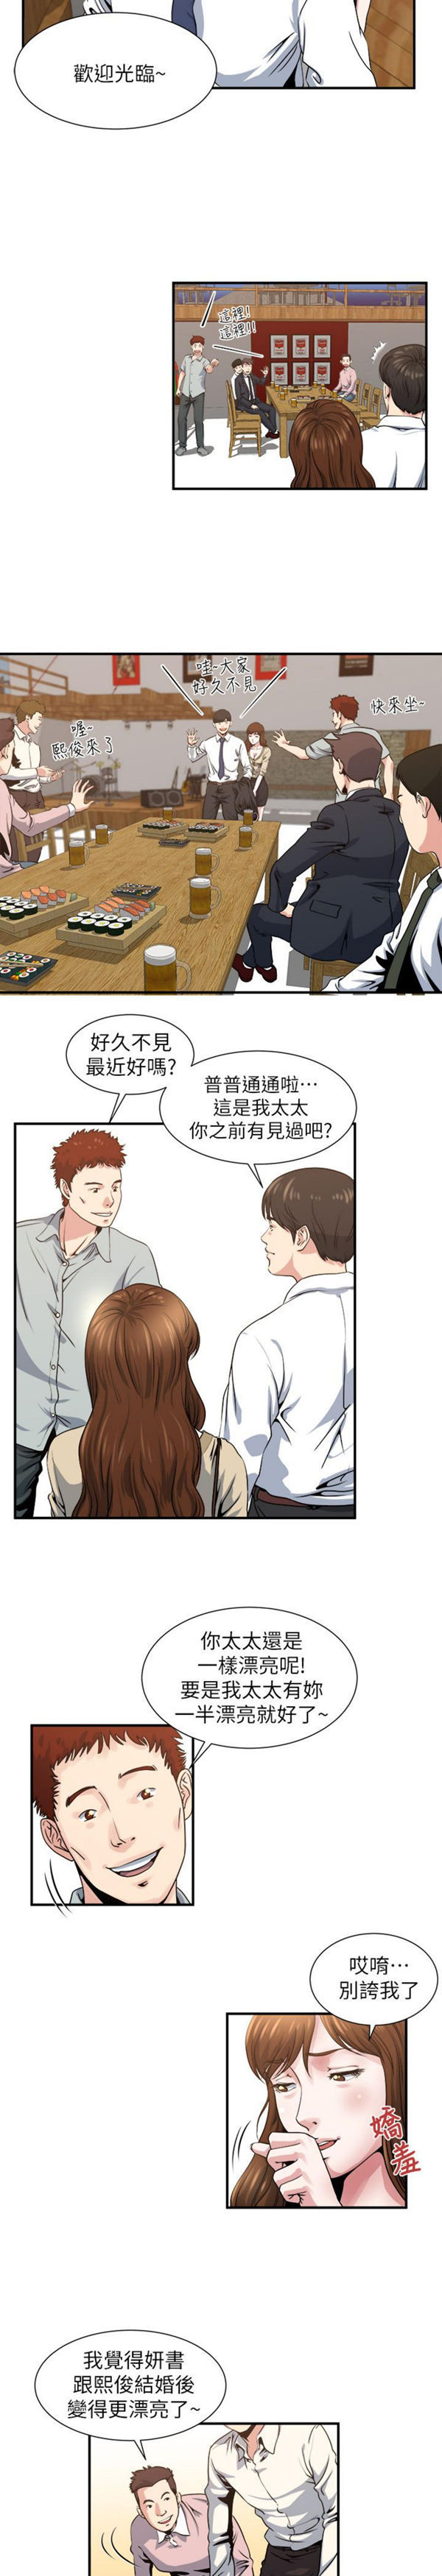 歡迎光臨~
這裡!
這裡!!
哇~大家
好久不見
喔~
熙俊來了
快來坐~
好久不見
最近好嗎?
普普通通啦…
這是我太太
你之前有見過吧?
你太太還是
一樣漂亮呢!
要是我太太有妳
一半漂亮就好了~
哎唷…
別誇我了
嬌羞
我覺得妍書
跟熙俊結婚後
變得更漂亮了~